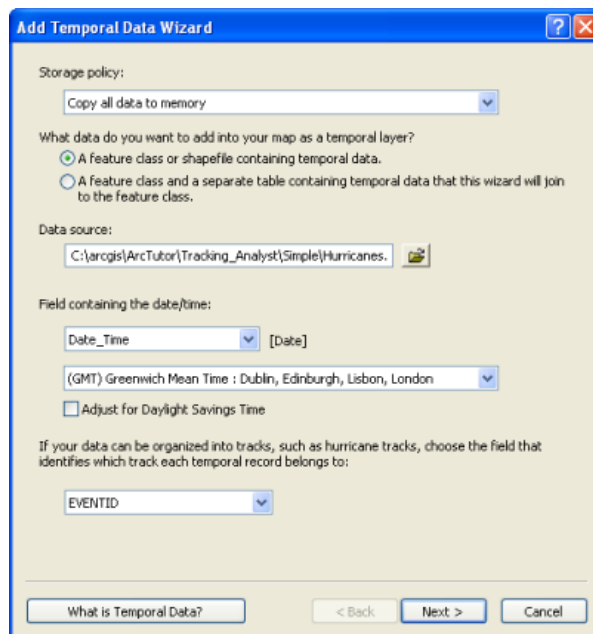 Add Temporal Data Wizard
Storage policy:
Copy all data to memory
What data do you want to add into your map as a temporal layer?
A feature class or shapefile containing temporal data.
A feature class and a separate table containing temporal data that this wizard will join
to the feature class.
Data source:
C:\arcgis\ArcTutor\Tracking_Analyst\Simple\Hurricanes.
Field containing the date/time:
Date_Time [Date]
(GMT) Greenwich Mean Time : Dublin, Edinburgh, Lisbon, London
Adjust for Daylight Savings Time
If your data can be organized into tracks, such as hurricane tracks, choose the field that
identifies which track each temporal record belongs to:
EVENTID
What is Temporal Data? < Back Next > Cancel